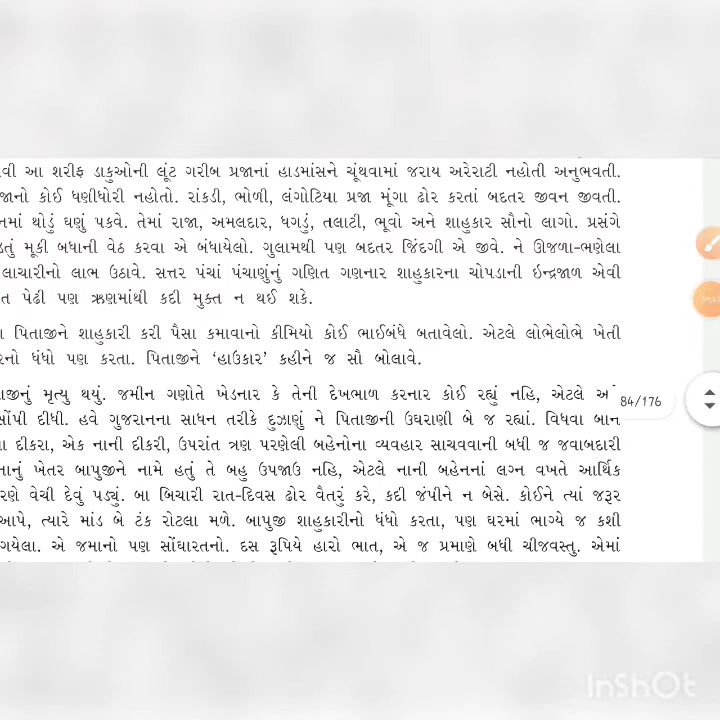 વી આ શરીફ ડાકુઓની લૂંટ ગરીબ પ્રજાનાં હાડમાંસને ચૂંથવામાં જરાય અરેરાટી નહોતી અનુભવતી.
જાનો કોઈ ધણીધોરી નહોતો. રાંકડી, ભોળી, લંગોટિયા પ્રજા મૂંગા ઢોર કરતાં બદતર જીવન જીવતી.
નમાં થોડું ઘણું પકવે. તેમાં રાજા, અમલદાર, ધગડું, તલાટી, ભૂવો અને શાહુકાર સૌનો લાગો. પ્રસંગે
તું મૂકી બધાની વેઠ કરવા એ બંધાયેલો. ગુલામથી પણ બદતર જિંદગી એ જીવે. ને ઊજળા-ભણેલા
લાચારીનો લાભ ઉઠાવે. સત્તર પંચાં પંચાણુંનું ગણિત ગણનાર શાહુકારના ચોપડાની ઇન્દ્રજાળ એવી
ત પેઢી પણ ઋણમાંથી કદી મુક્ત ન થઈ શકે.
ા પિતાજીને શાહુકારી કરી પૈસા કમાવાનો કીમિયો કોઈ ભાઈબંધે બતાવેલો. એટલે લોભેલોભે ખેતી
રનો ધંધો પણ કરતા. પિતાજીને ‘હાઉકાર’ કહીને જ સૌ બોલાવે.
જીનું મૃત્યુ થયું. જમીન ગણોતે ખેડનાર કે તેની દેખભાળ કરનાર કોઈ રહ્યું નહિ, એટલે
84/176
સોંપી દીધી. હવે ગુજરાનના સાધન તરીકે દુઝાણું ને પિતાજીની ઉઘરાણી બે જ રહ્યાં. વિધવા બાને
ા દીકરા, એક નાની દીકરી, ઉપરાંત ત્રણ પરણેલી બહેનોના વ્યવહાર સાચવવાની બધી જ જવાબદારી
નાનું ખેતર બાપુજીને નામે હતું તે બહુ ઉપજાઉ નહિ, એટલે નાની બહેનનાં લગ્ન વખતે આર્થિક
રણે વેચી દેવું પડ્યું. બા બિચારી રાત-દિવસ ઢોર વૈતરું કરે, કદી જંપીને ન બેસે. કોઈને ત્યાં જરૂર
આપે, ત્યારે માંડ બે ટંક રોટલા મળે. બાપુજી શાહુકારીનો ધંધો કરતા, પણ ઘરમાં ભાગ્યે જ કશી
ગયેલા. એ જમાનો પણ સોંઘારતનો. દસ રૂપિયે હારો ભાત, એ જ પ્રમાણે બધી ચીજવસ્તુ. એમાં
InShOt